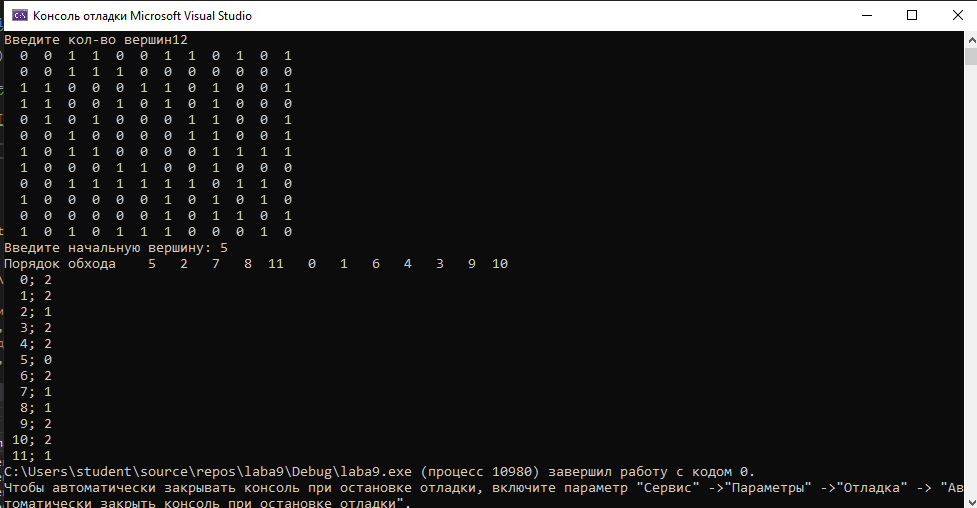 Консоль отладки Microsoft Visual Studio
Введите кол-во вершин12
0 0 1 1 0 0 1 1 0 1 0 1
0 0 1 1 1 0 0 0 0 0 0 0
1 1 0 0 0 1 1 0 1 0 0 1
1 1 0 0 1 0 1 0 1 0 0 0
0 1 0 1 0 0 0 1 1 0 0 1
0 0 1 0 0 0 0 1 1 0 0 1
1 0 1 1 0 0 0 0 1 1 1 1
1 0 0 0 1 1 0 0 1 0 0 0
0 0 1 1 1 1 1 1 0 1 1 0
1 0 0 0 0 0 1 0 1 0 1 0
0 0 0 0 0 0 1 0 1 1 0 1
1 0 1 0 1 1 1 0 0 0 1 0
Введите начальную вершину: 5
Порядок обхода 5 2 7 8 11 0 1 6 4 3 9 10
0; 2
1; 2
2; 1
3; 2
4; 2
5; 0
6; 2
7; 1
8; 1
9; 2
10; 2
11; 1
C:\Users\student\source\repos\laba9\Debug\laba9.exe (процесс 10980) завершил работу с кодом 0.
Чтобы автоматически закрывать консоль при остановке отладки, включите параметр "Сервис" ->"Параметры" ->"Отладка" -> "Ав
томатически закрыть консоль при остановке отладки".